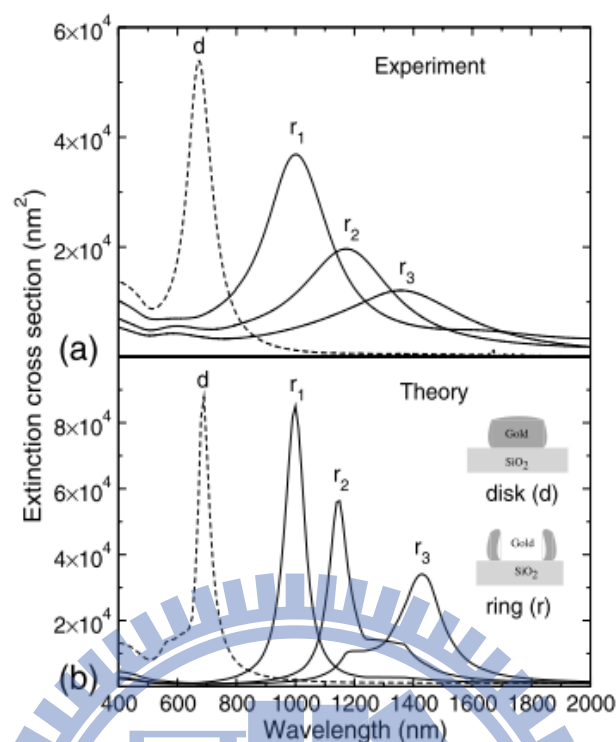 6×10⁴
4×10⁴
2×10⁴
d
r₁
r₂
r₃
Experiment
(a)
Extinction cross section (nm²)
8×10⁴
6×10⁴
4×10⁴
2×10⁴
d
r₁
r₂
r₃
Theory
Gold
SiO₂
disk (d)
Gold
SiO₂
ring (r)
(b)
400 600 800 1000 1200 1400 1600 1800 2000
Wavelength (nm)